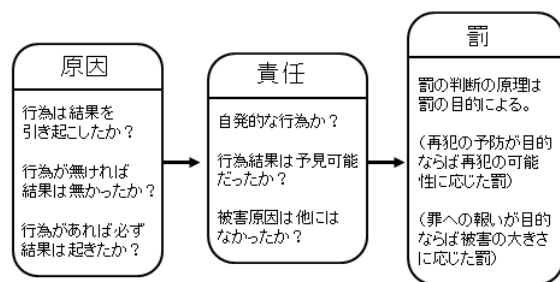 原因
行為は結果を
引き起こしたか？
行為が無ければ
結果は無かったか？
行為があれば必ず
結果は起きたか？
責任
自発的な行為か？
行為結果は予見可能
だったか？
被害原因は他には
なかったか？
罰
罰の判断の原理は
罰の目的による。
（再犯の予防が目的
ならば再犯の可能
性に応じた罰）
（罪への報いが目的
ならば被害の大きさ
に応じた罰）